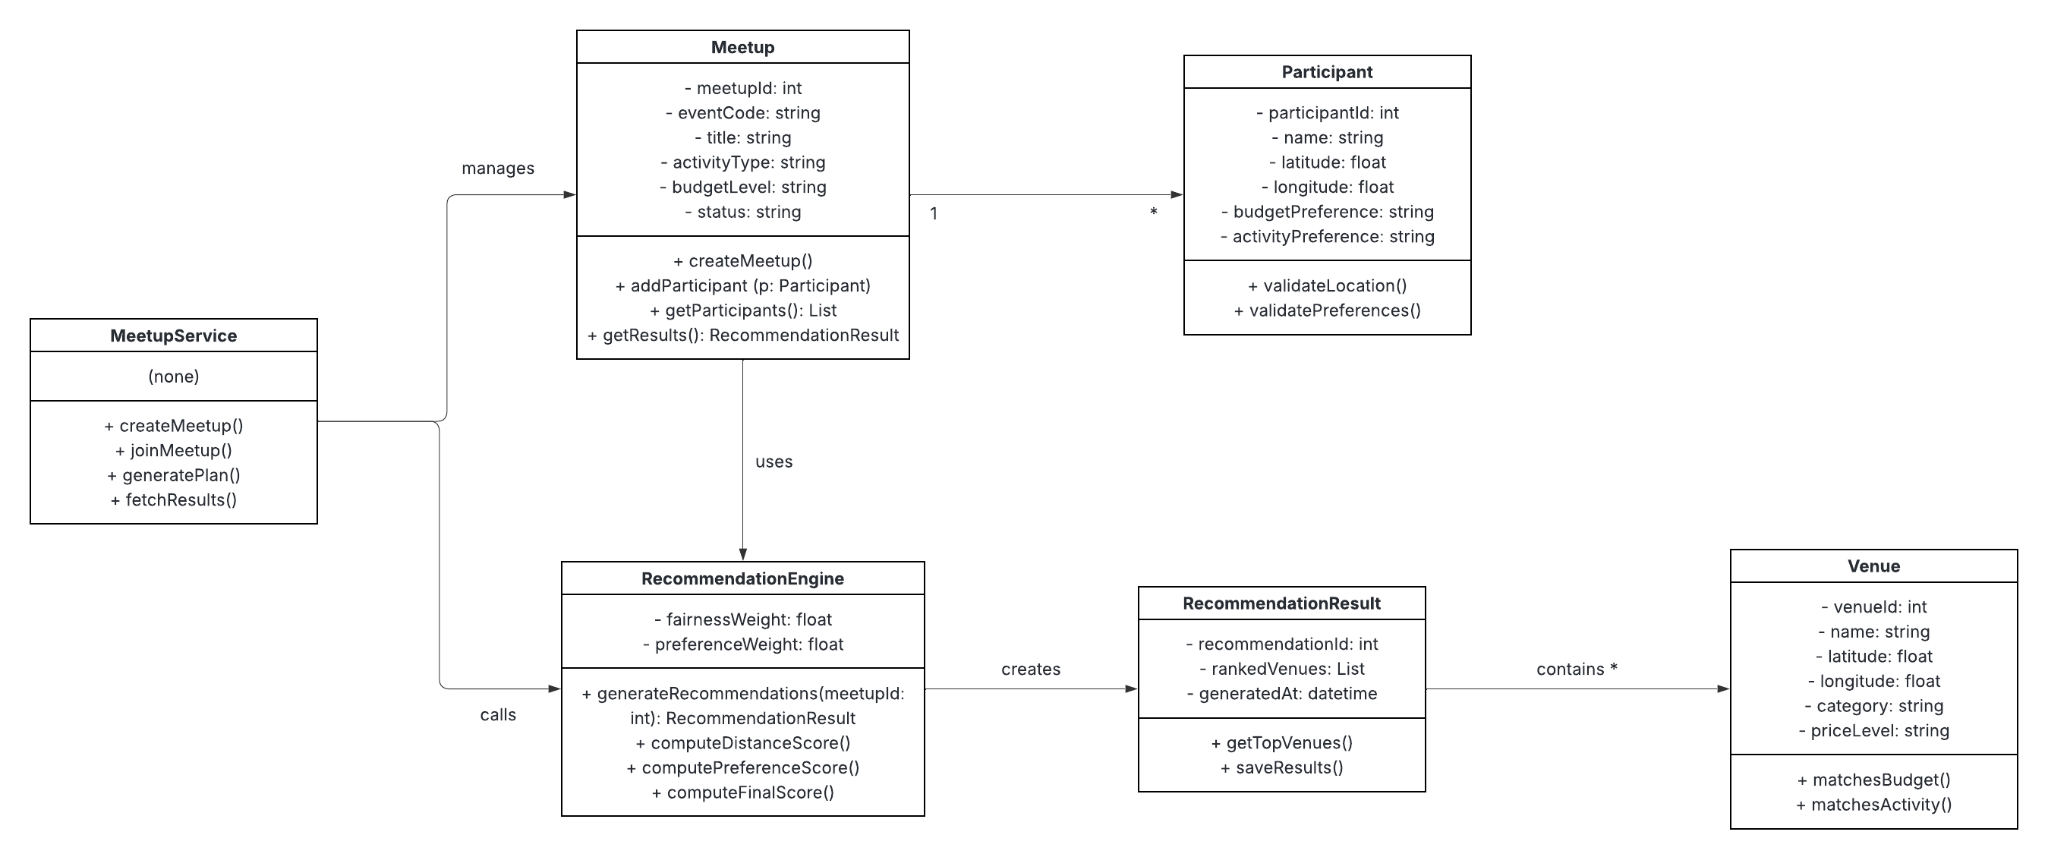 Meetup
- meetupId: int
- eventCode: string
- title: string
- activityType: string
- budgetLevel: string
- status: string
+ createMeetup()
+ addParticipant (p: Participant)
+ getParticipants(): List
+ getResults(): RecommendationResult
Participant
- participantId: int
- name: string
- latitude: float
- longitude: float
- budgetPreference: string
- activityPreference: string
+ validateLocation()
+ validatePreferences()
manages
1
*
MeetupService
(none)
+ createMeetup()
+ joinMeetup()
+ generatePlan()
+ fetchResults()
uses
calls
RecommendationEngine
- fairnessWeight: float
- preferenceWeight: float
+ generateRecommendations(meetupId:
int): RecommendationResult
+ computeDistanceScore()
+ computePreferenceScore()
+ computeFinalScore()
creates
RecommendationResult
- recommendationId: int
- rankedVenues: List
- generatedAt: datetime
+ getTopVenues()
+ saveResults()
contains *
Venue
- venueId: int
- name: string
- latitude: float
- longitude: float
- category: string
- priceLevel: string
+ matchesBudget()
+ matchesActivity()